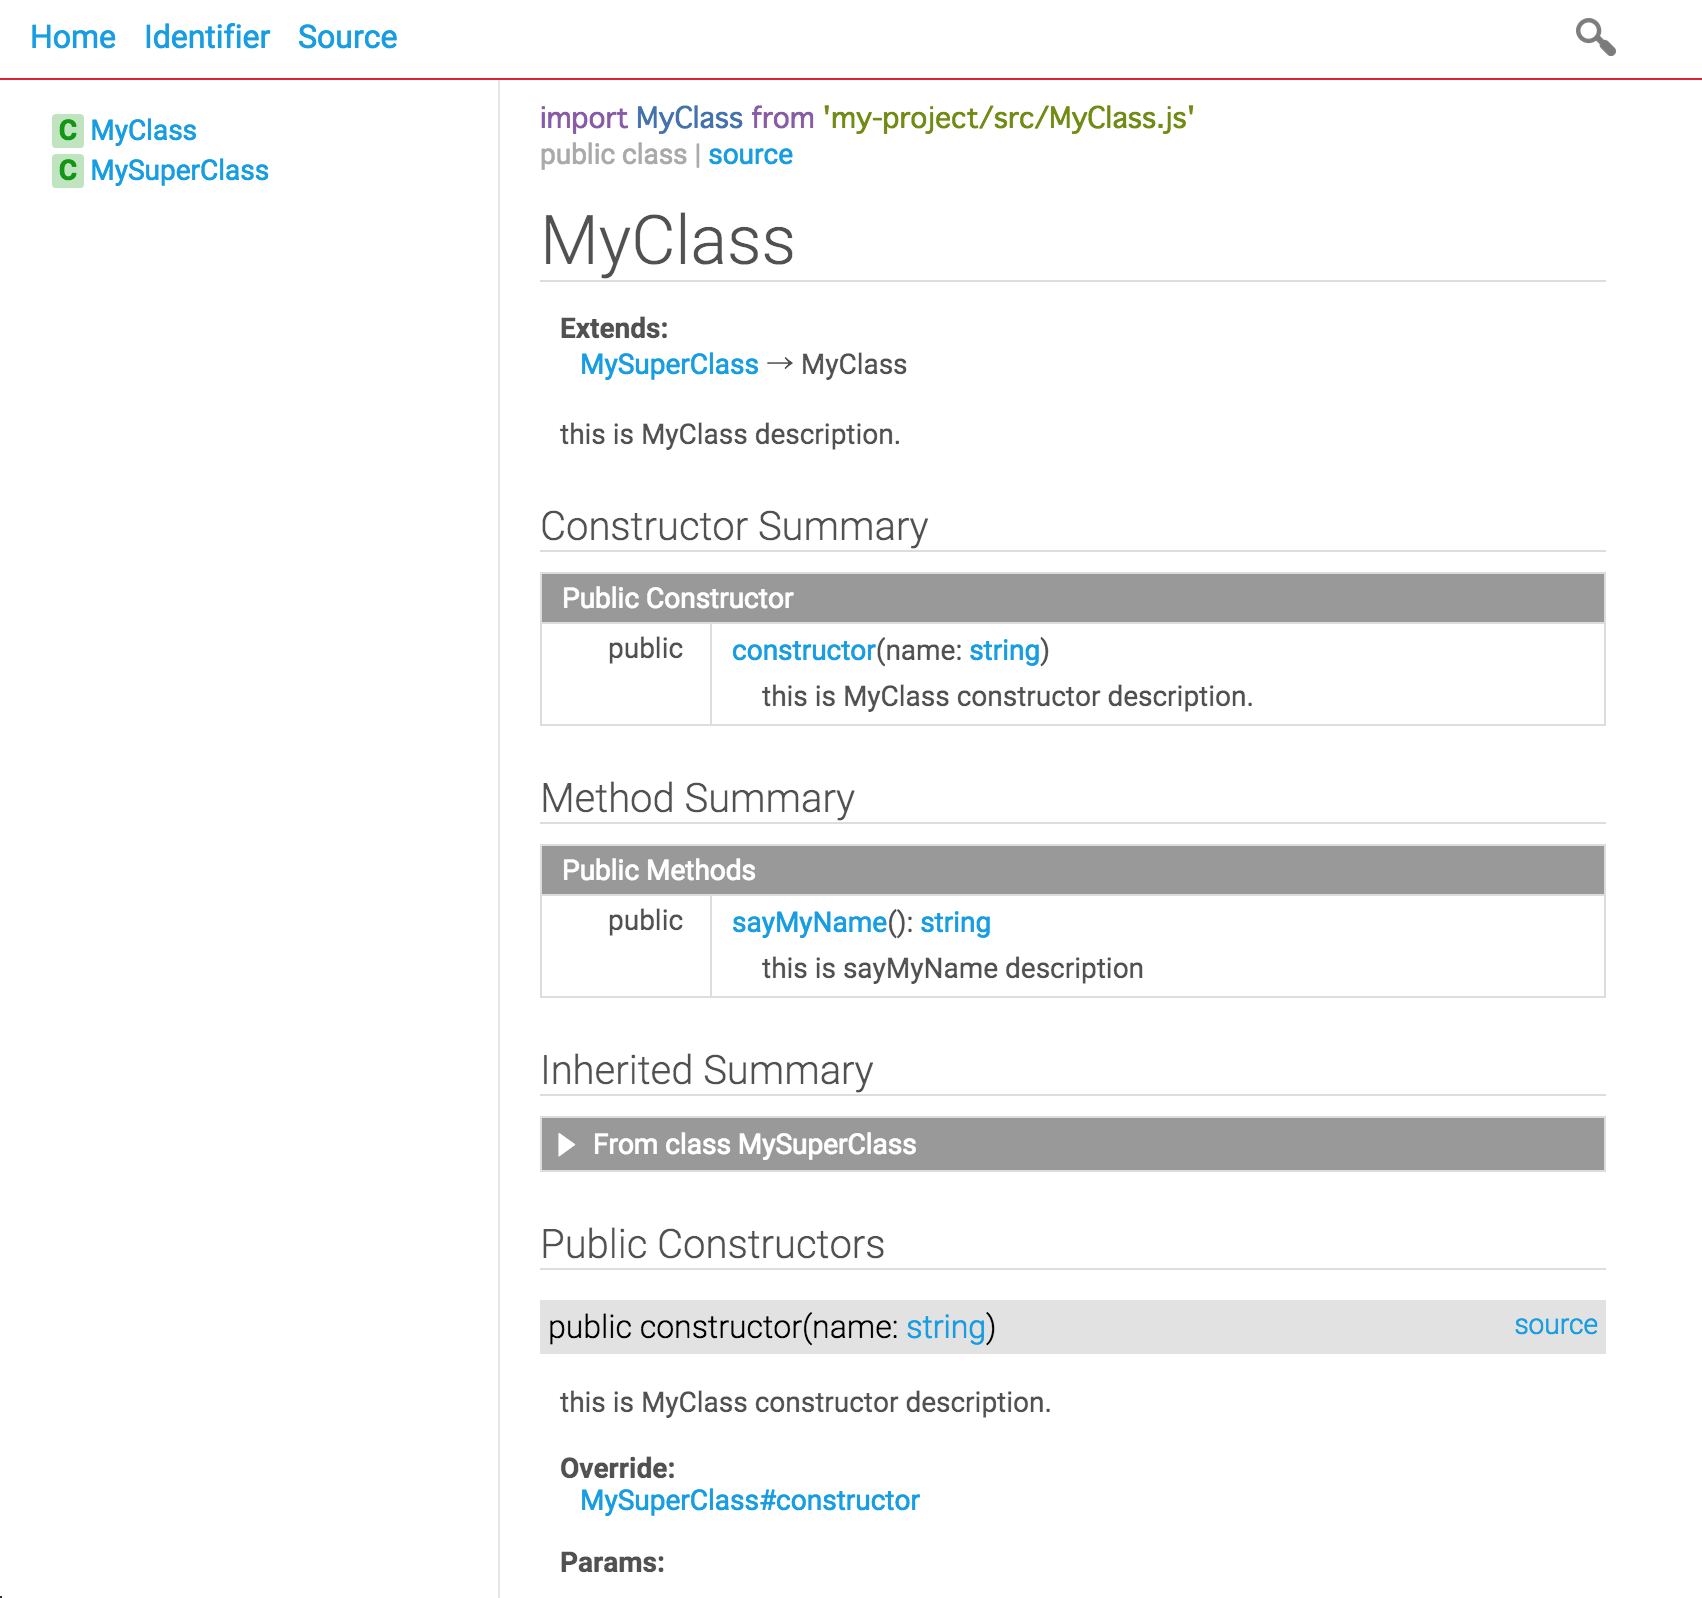 Home Identifier Source
C MyClass
C MySuperClass
import MyClass from 'my-project/src/MyClass.js'
public class | source
MyClass
Extends:
MySuperClass → MyClass
this is MyClass description.
Constructor Summary
Public Constructor
public constructor(name: string)
this is MyClass constructor description.
Method Summary
Public Methods
public sayMyName(): string
this is sayMyName description
Inherited Summary
From class MySuperClass
Public Constructors
public constructor(name: string) source
this is MyClass constructor description.
Override:
MySuperClass#constructor
Params: